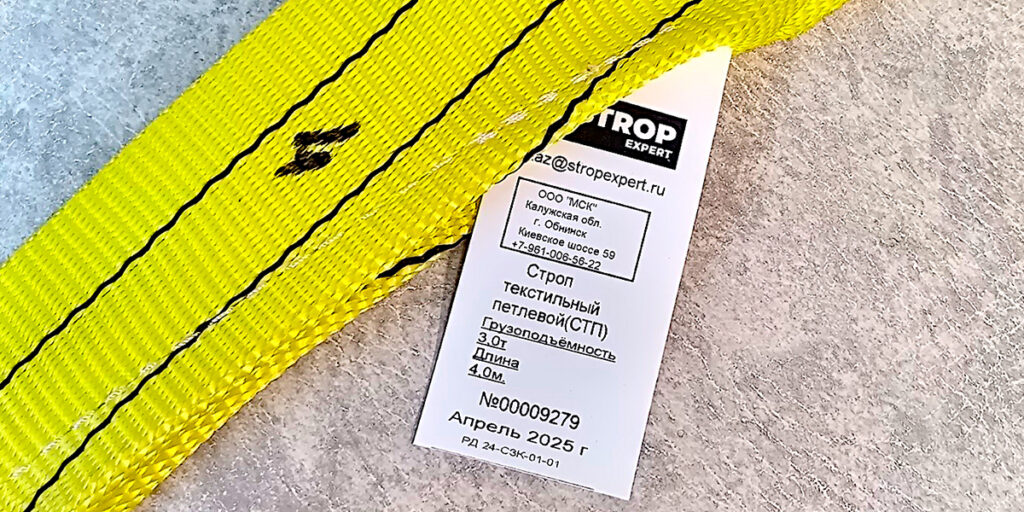 STROP
EXPERT
.az@stropexpert.ru
ООО "МСК"
Калужская обл.
г. Обнинск
Киевское шоссе 59
+7-961-006-56-22
Строп
текстильный
петлевой(СТП)
Грузоподъёмность
3.0т
Длина
4.0м.
№00009279
Апрель 2025 г
РД 24-СЗК-01-01